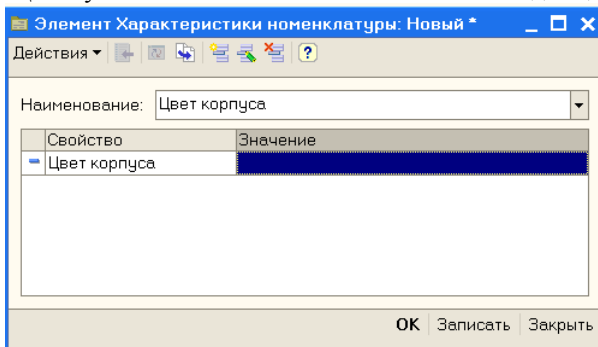 Элемент Характеристики номенклатуры: Новый *
Действия
Наименование: Цвет корпуса
Свойство Значение
Цвет корпуса
OK Записать Закрыть